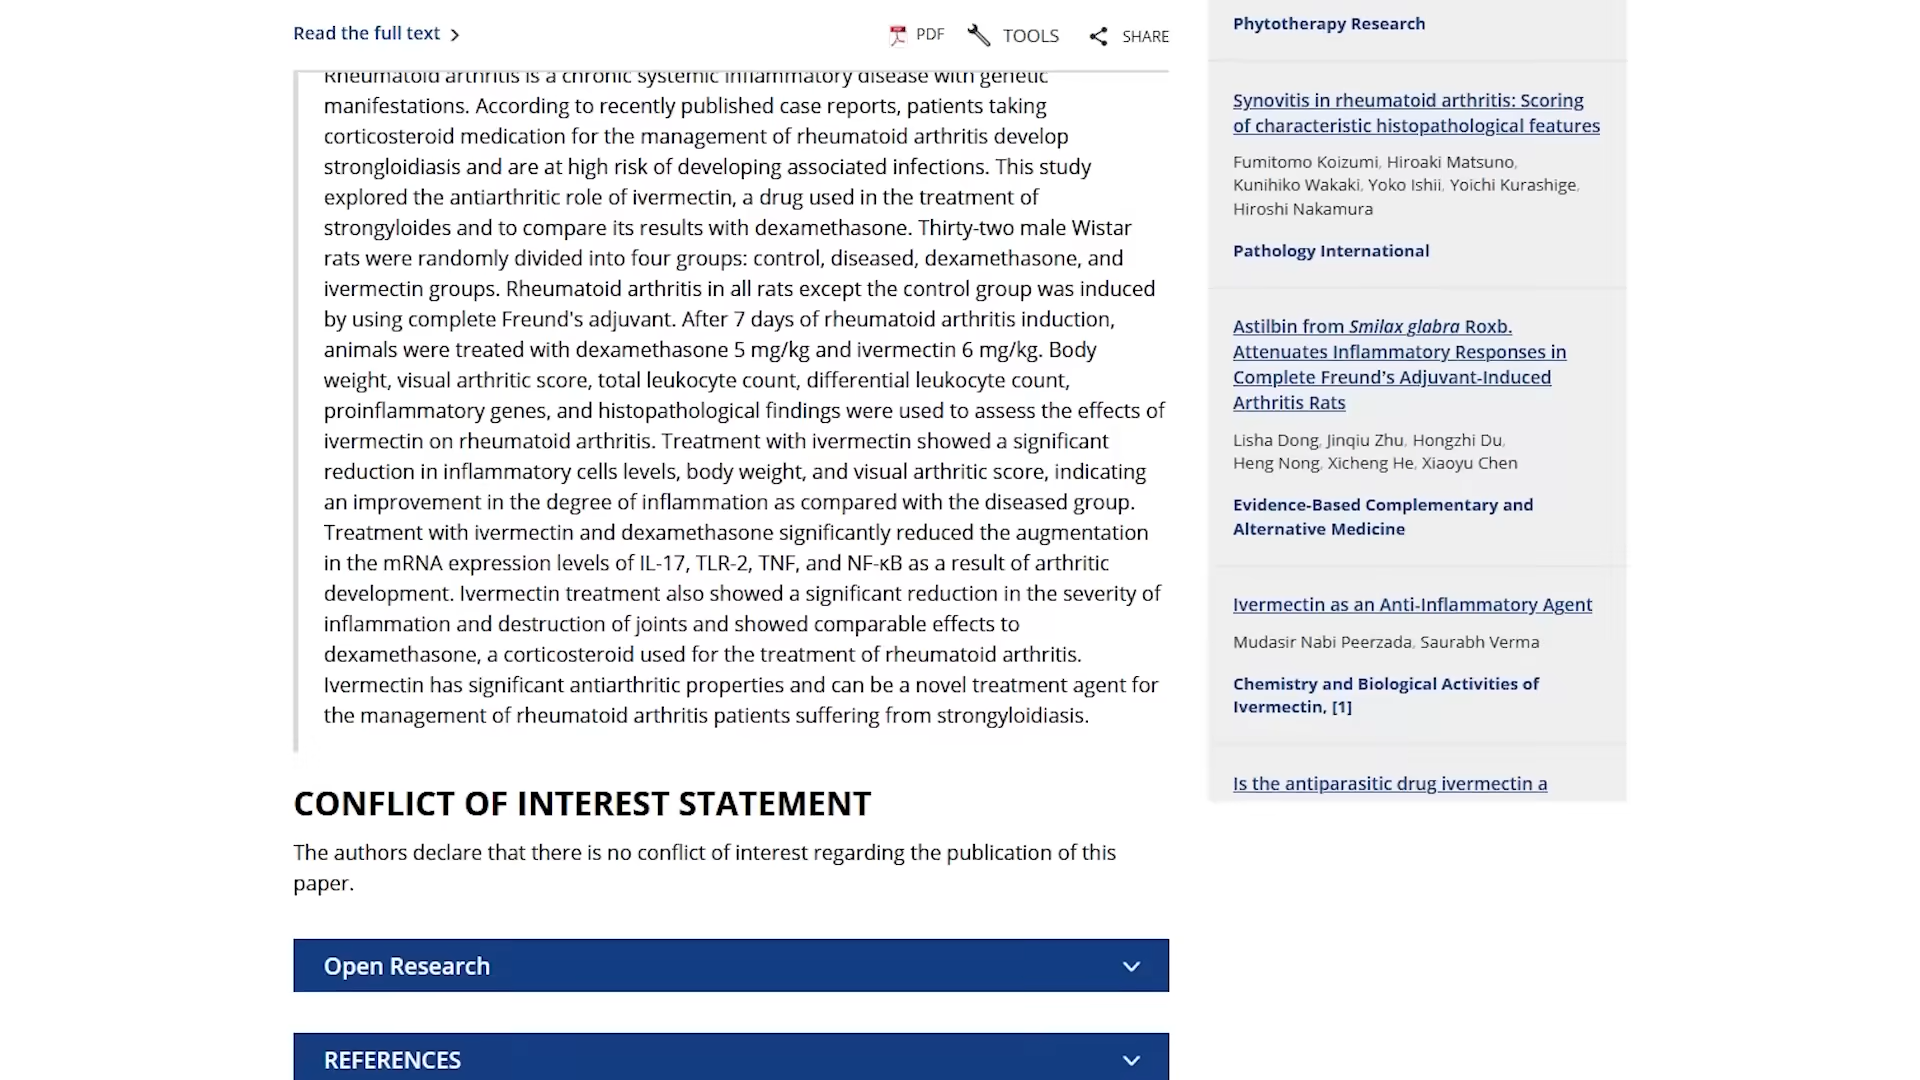 Read the full text
PDF
TOOLS
SHARE
Rheumatoid arthritis is a chronic systemic inflammatory disease with genetic
manifestations. According to recently published case reports, patients taking
corticosteroid medication for the management of rheumatoid arthritis develop
strongloidiasis and are at high risk of developing associated infections. This study
explored the antiarthritic role of ivermectin, a drug used in the treatment of
strongyloides and to compare its results with dexamethasone. Thirty-two male Wistar
rats were randomly divided into four groups: control, diseased, dexamethasone, and
ivermectin groups. Rheumatoid arthritis in all rats except the control group was induced
by using complete Freund's adjuvant. After 7 days of rheumatoid arthritis induction,
animals were treated with dexamethasone 5 mg/kg and ivermectin 6 mg/kg. Body
weight, visual arthritic score, total leukocyte count, differential leukocyte count,
proinflammatory genes, and histopathological findings were used to assess the effects of
ivermectin on rheumatoid arthritis. Treatment with ivermectin showed a significant
reduction in inflammatory cells levels, body weight, and visual arthritic score, indicating
an improvement in the degree of inflammation as compared with the diseased group.
Treatment with ivermectin and dexamethasone significantly reduced the augmentation
in the mRNA expression levels of IL-17, TLR-2, TNF, and NF-κB as a result of arthritic
development. Ivermectin treatment also showed a significant reduction in the severity of
inflammation and destruction of joints and showed comparable effects to
dexamethasone, a corticosteroid used for the treatment of rheumatoid arthritis.
Ivermectin has significant antiarthritic properties and can be a novel treatment agent for
the management of rheumatoid arthritis patients suffering from strongyloidiasis.
CONFLICT OF INTEREST STATEMENT
The authors declare that there is no conflict of interest regarding the publication of this
paper.
Open Research
REFERENCES
Phytotherapy Research
Synovitis in rheumatoid arthritis: Scoring
of characteristic histopathological features
Fumitomo Koizumi, Hiroaki Matsuno,
Kunihiko Wakaki, Yoko Ishii, Yoichi Kurashige,
Hiroshi Nakamura
Pathology International
Astilbin from Smilax glabra Roxb.
Attenuates Inflammatory Responses in
Complete Freund’s Adjuvant-Induced
Arthritis Rats
Lisha Dong, Jinqiu Zhu, Hongzhi Du,
Heng Nong, Xicheng He, Xiaoyu Chen
Evidence-Based Complementary and
Alternative Medicine
Ivermectin as an Anti-Inflammatory Agent
Mudasir Nabi Peerzada, Saurabh Verma
Chemistry and Biological Activities of
Ivermectin, [1]
Is the antiparasitic drug ivermectin a